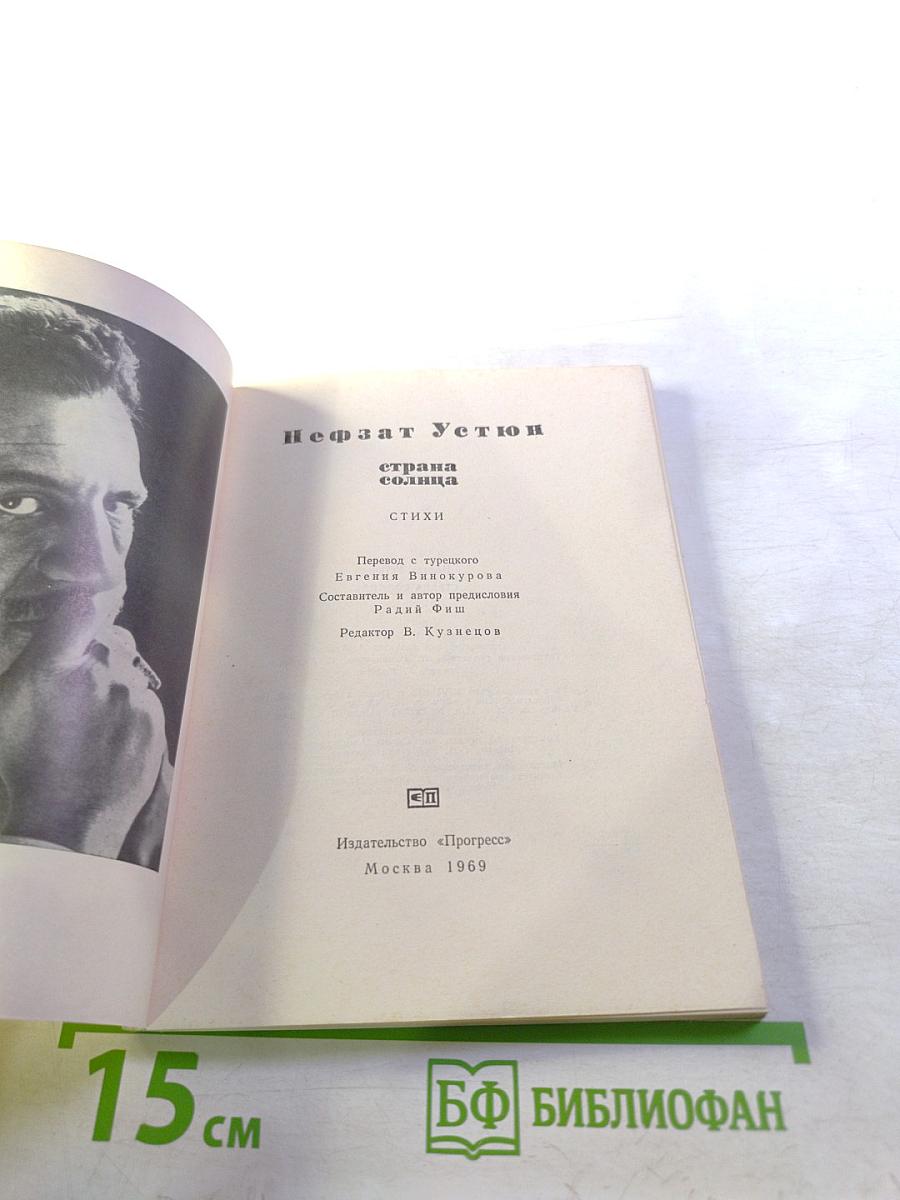 Нефзат Устюн
страна
солнца
СТИХИ
Перевод с турецкого
Евгения Винокурова
Составитель и автор предисловия
Радий Фиш
Редактор В. Кузнецов
Издательство «Прогресс»
Москва 1969
15 см
БФ БИБЛИОФАН